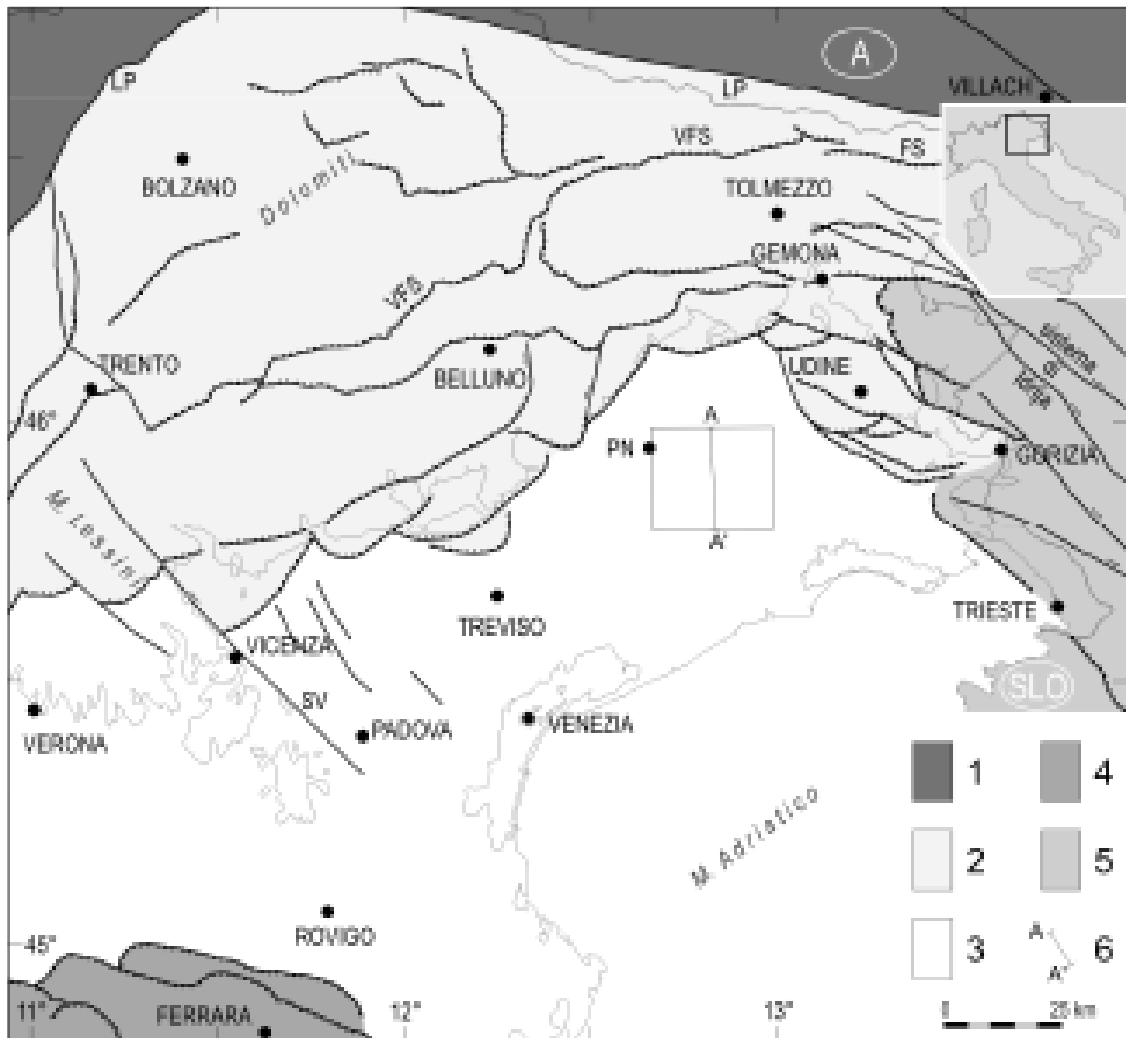 A
LP
LP
VILLACH
VFS
FS
BOLZANO
TOLMEZZO
Dolomiti
GEMONA
VFS
TRENTO
BELLUNO
UDINE
46°
A
PN
GORIZIA
A'
M. Lessini
TREVISO
TRIESTE
VICENZA
SV
SLO
VERONA
PADOVA
VENEZIA
1
4
M. Adriatico
2
5
ROVIGO
45°
3
A
A'
6
11°
FERRARA
12°
13°
0
25 km